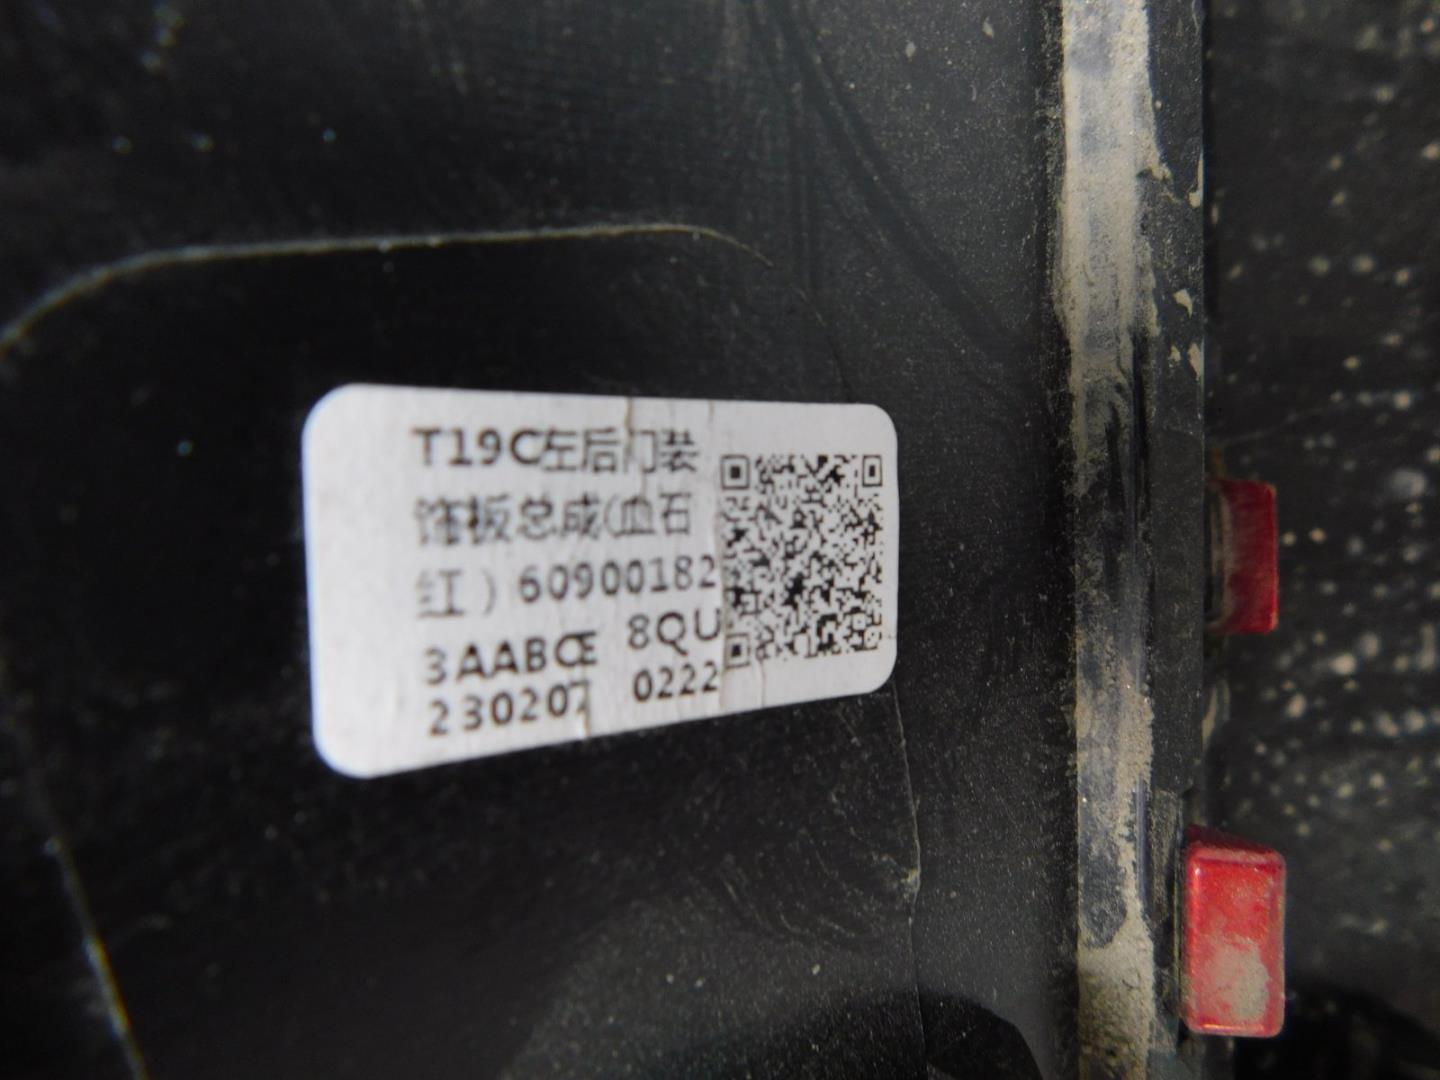 T19C左后门装
饰板总成(血石
红）60900182
3AABCE 8QU
230207 0222